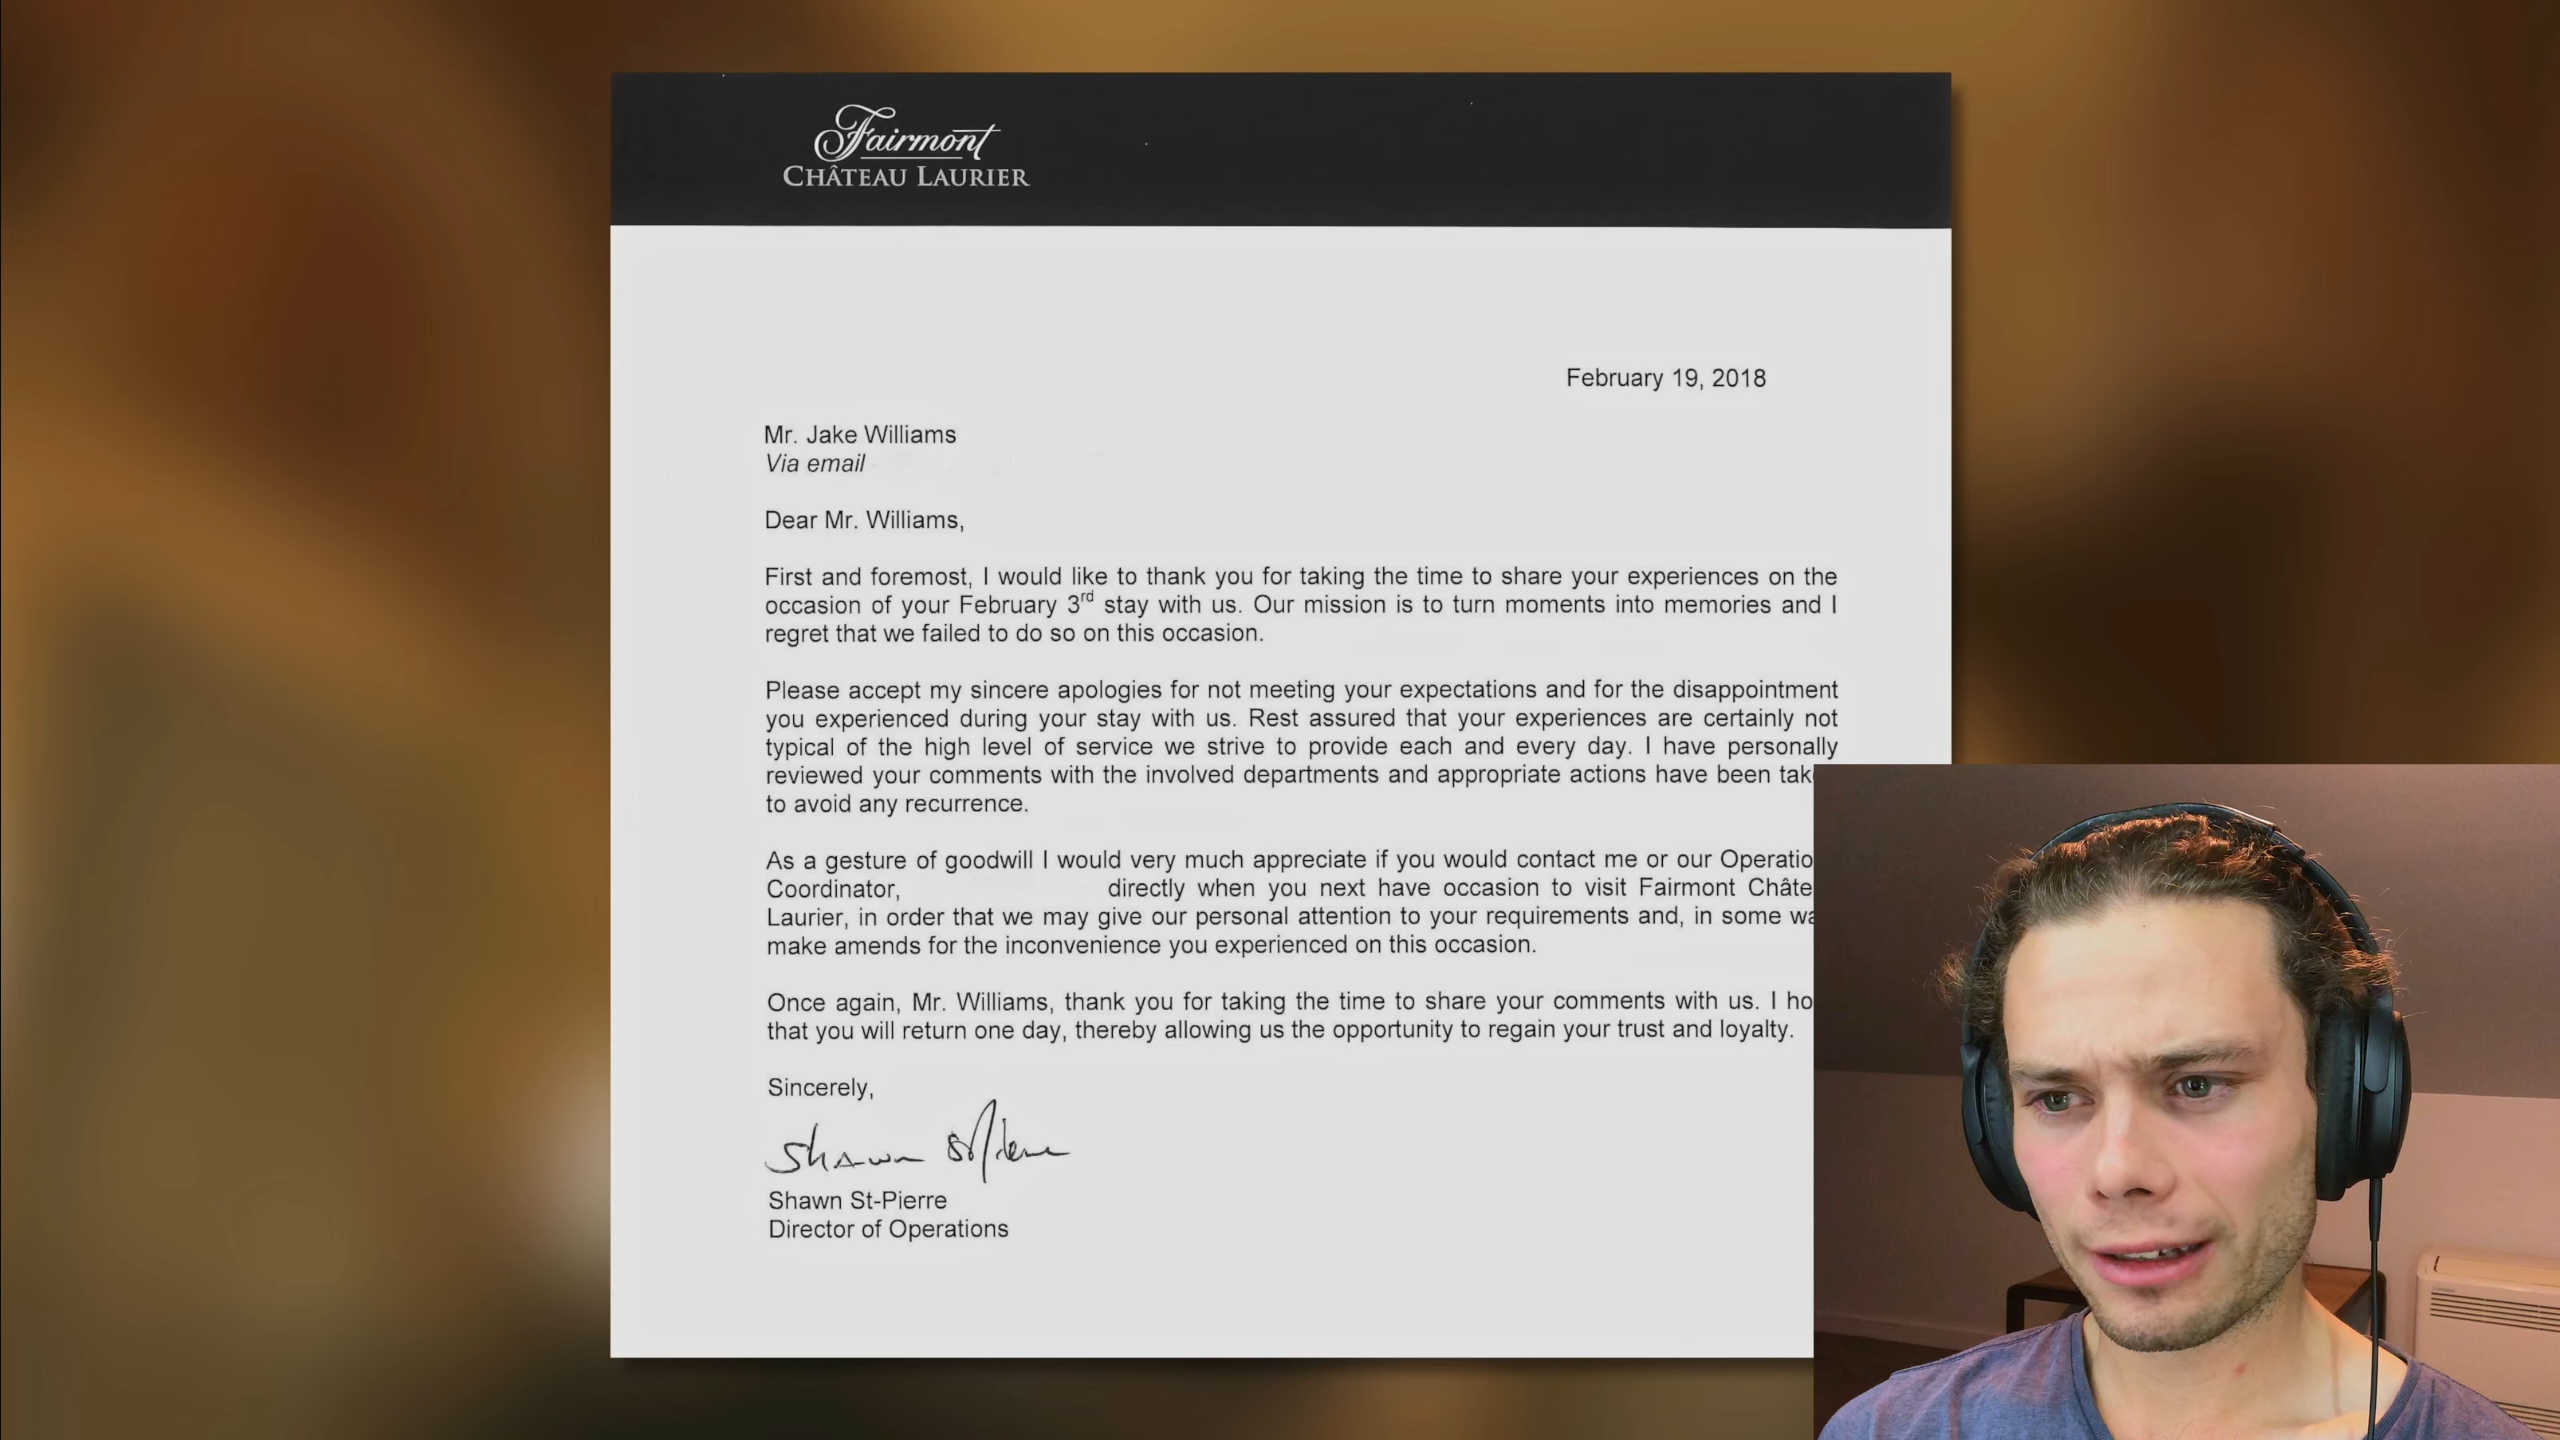 Fairmont
CHÂTEAU LAURIER
February 19, 2018
Mr. Jake Williams
Via email
Dear Mr. Williams,
First and foremost, I would like to thank you for taking the time to share your experiences on the
occasion of your February 3rd stay with us. Our mission is to turn moments into memories and I
regret that we failed to do so on this occasion.
Please accept my sincere apologies for not meeting your expectations and for the disappointment
you experienced during your stay with us. Rest assured that your experiences are certainly not
typical of the high level of service we strive to provide each and every day. I have personally
reviewed your comments with the involved departments and appropriate actions have been
to avoid any recurrence.
As a gesture of goodwill I would very much appreciate if you would contact me or our
Coordinator, directly when you next have occasion to visit Fairmont
Laurier, in order that we may give our personal attention to your requirements and, in some
make amends for the inconvenience you experienced on this occasion.
Once again, Mr. Williams, thank you for taking the time to share your comments with us. I
that you will return one day, thereby allowing us the opportunity to regain your trust and loyalty.
Sincerely,
Shawn St-Pierre
Shawn St-Pierre
Director of Operations